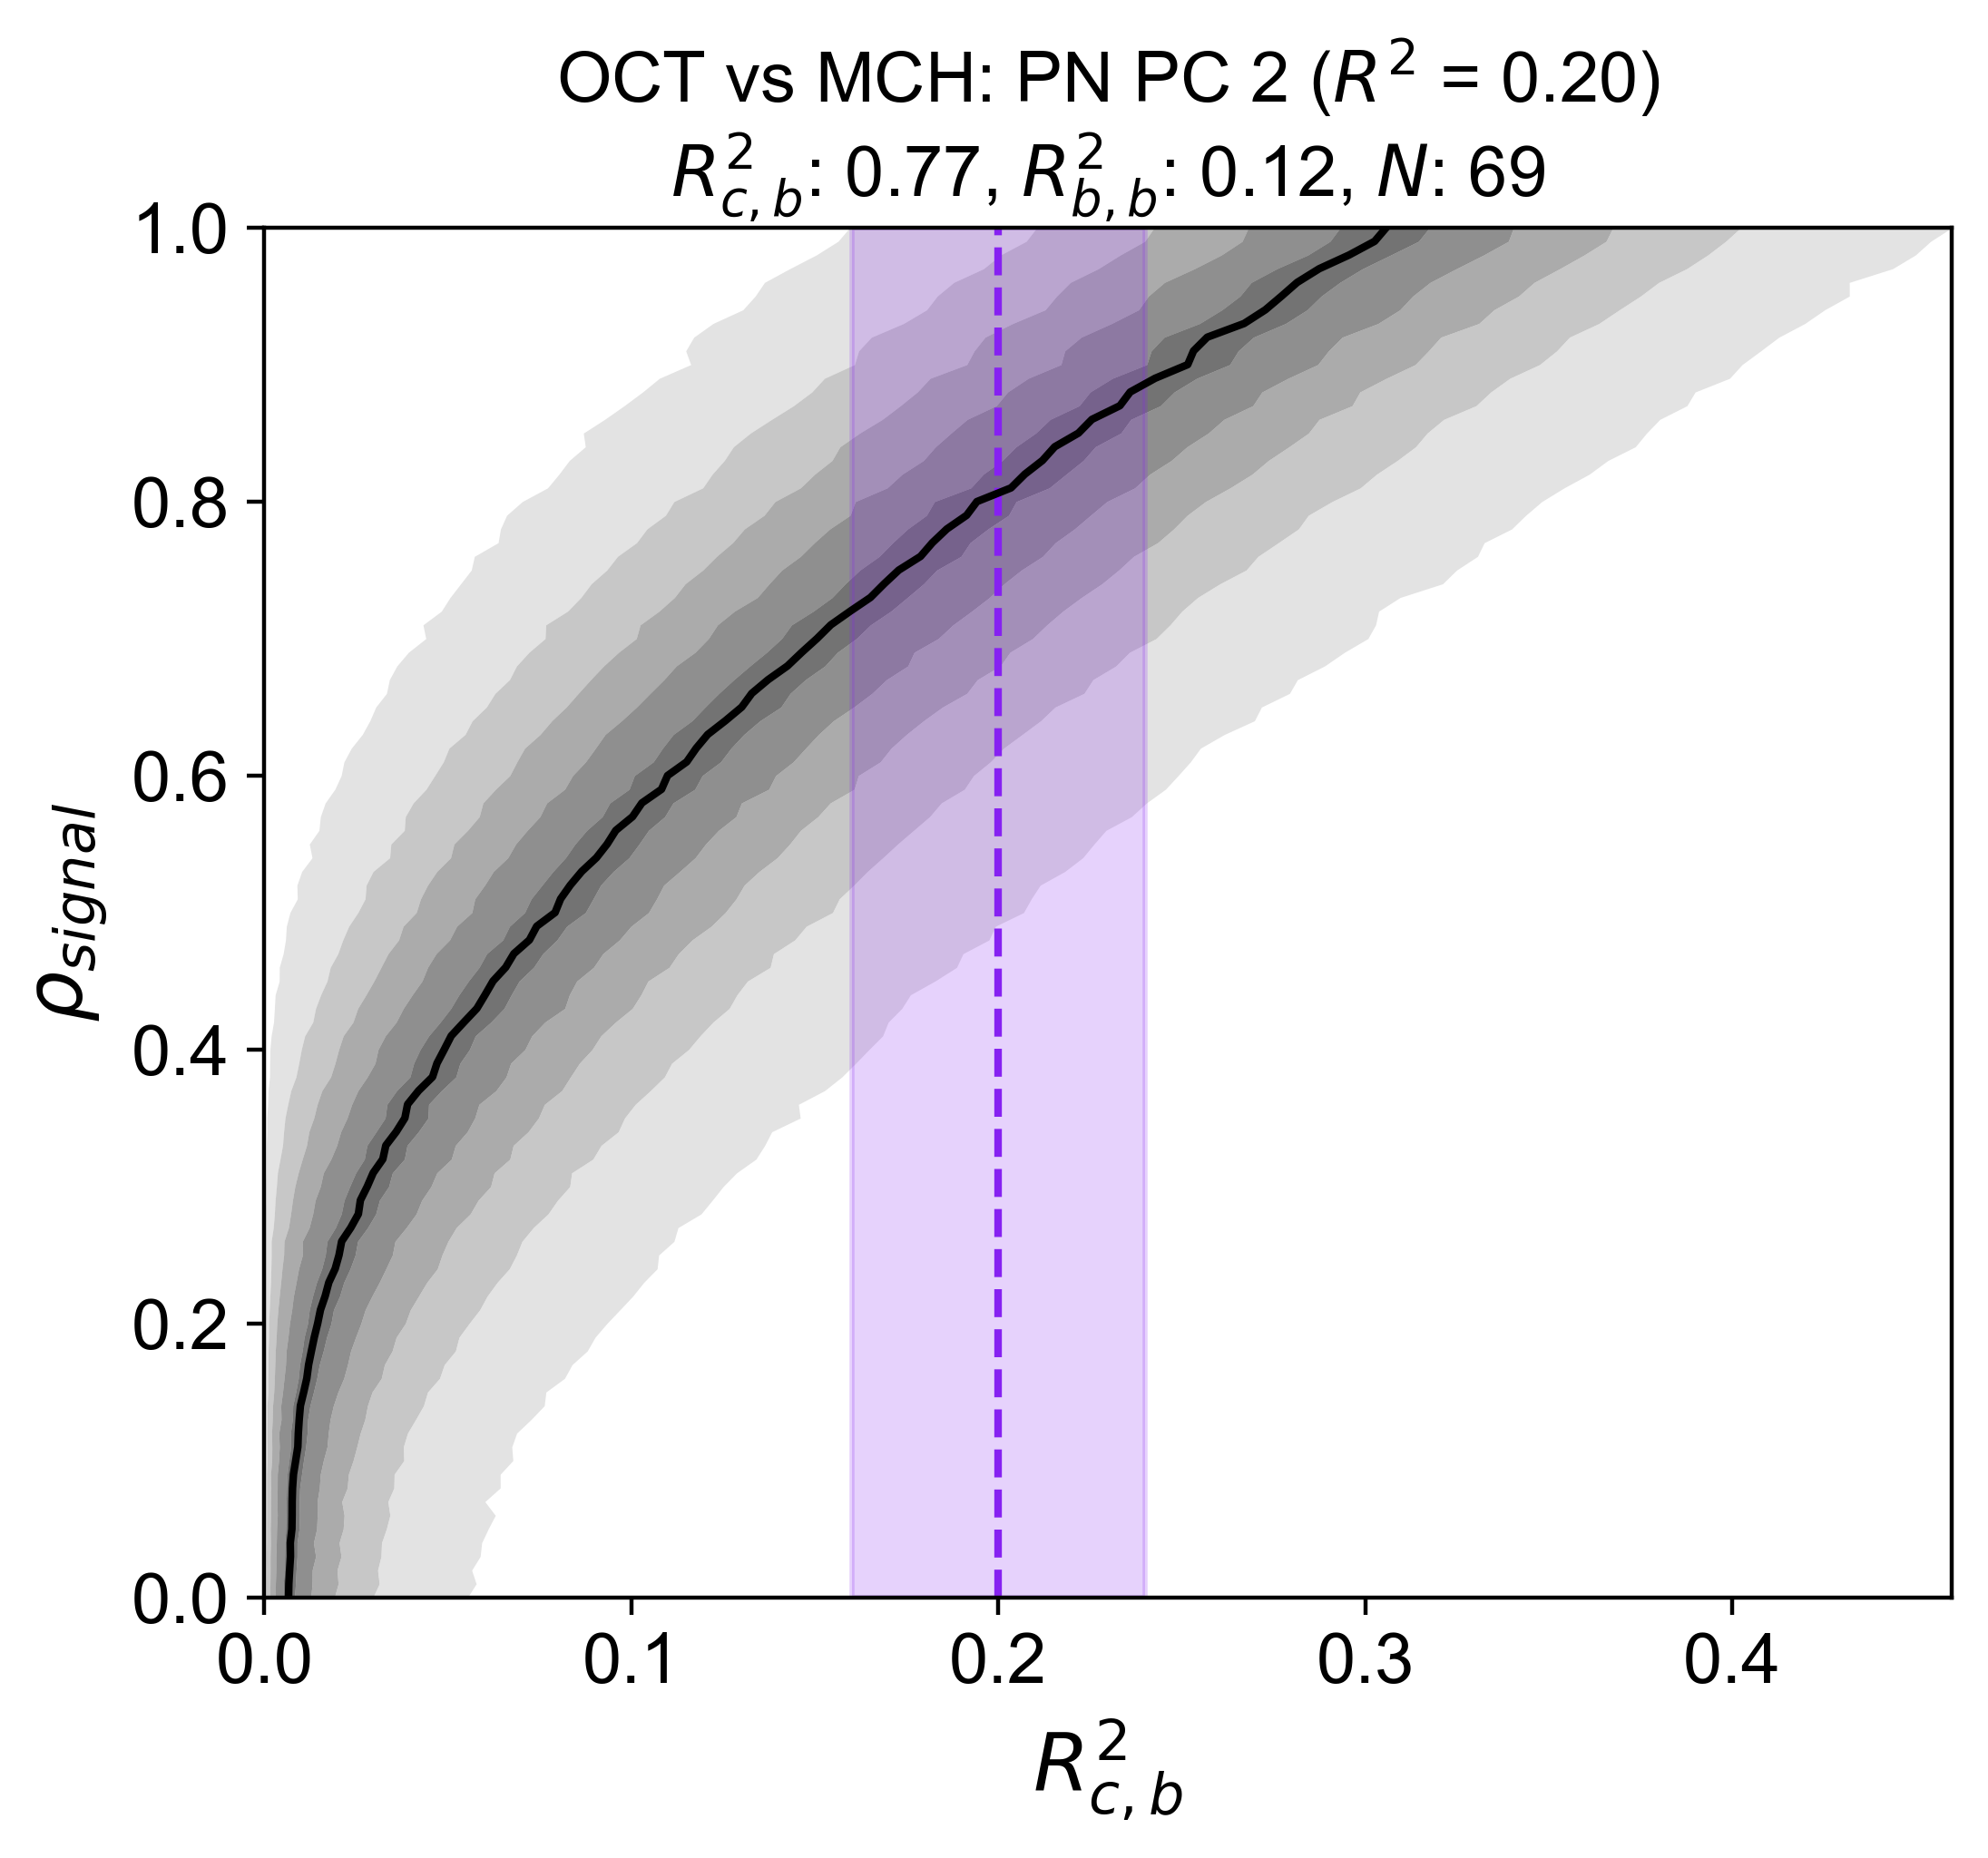 OCT vs MCH: PN PC 2 (R² = 0.20)
R²c,b: 0.77, R²b,b: 0.12, N: 69
1.0
0.8
0.6
0.4
0.2
0.0
ρsignal
0.0 0.1 0.2 0.3 0.4
R²c,b